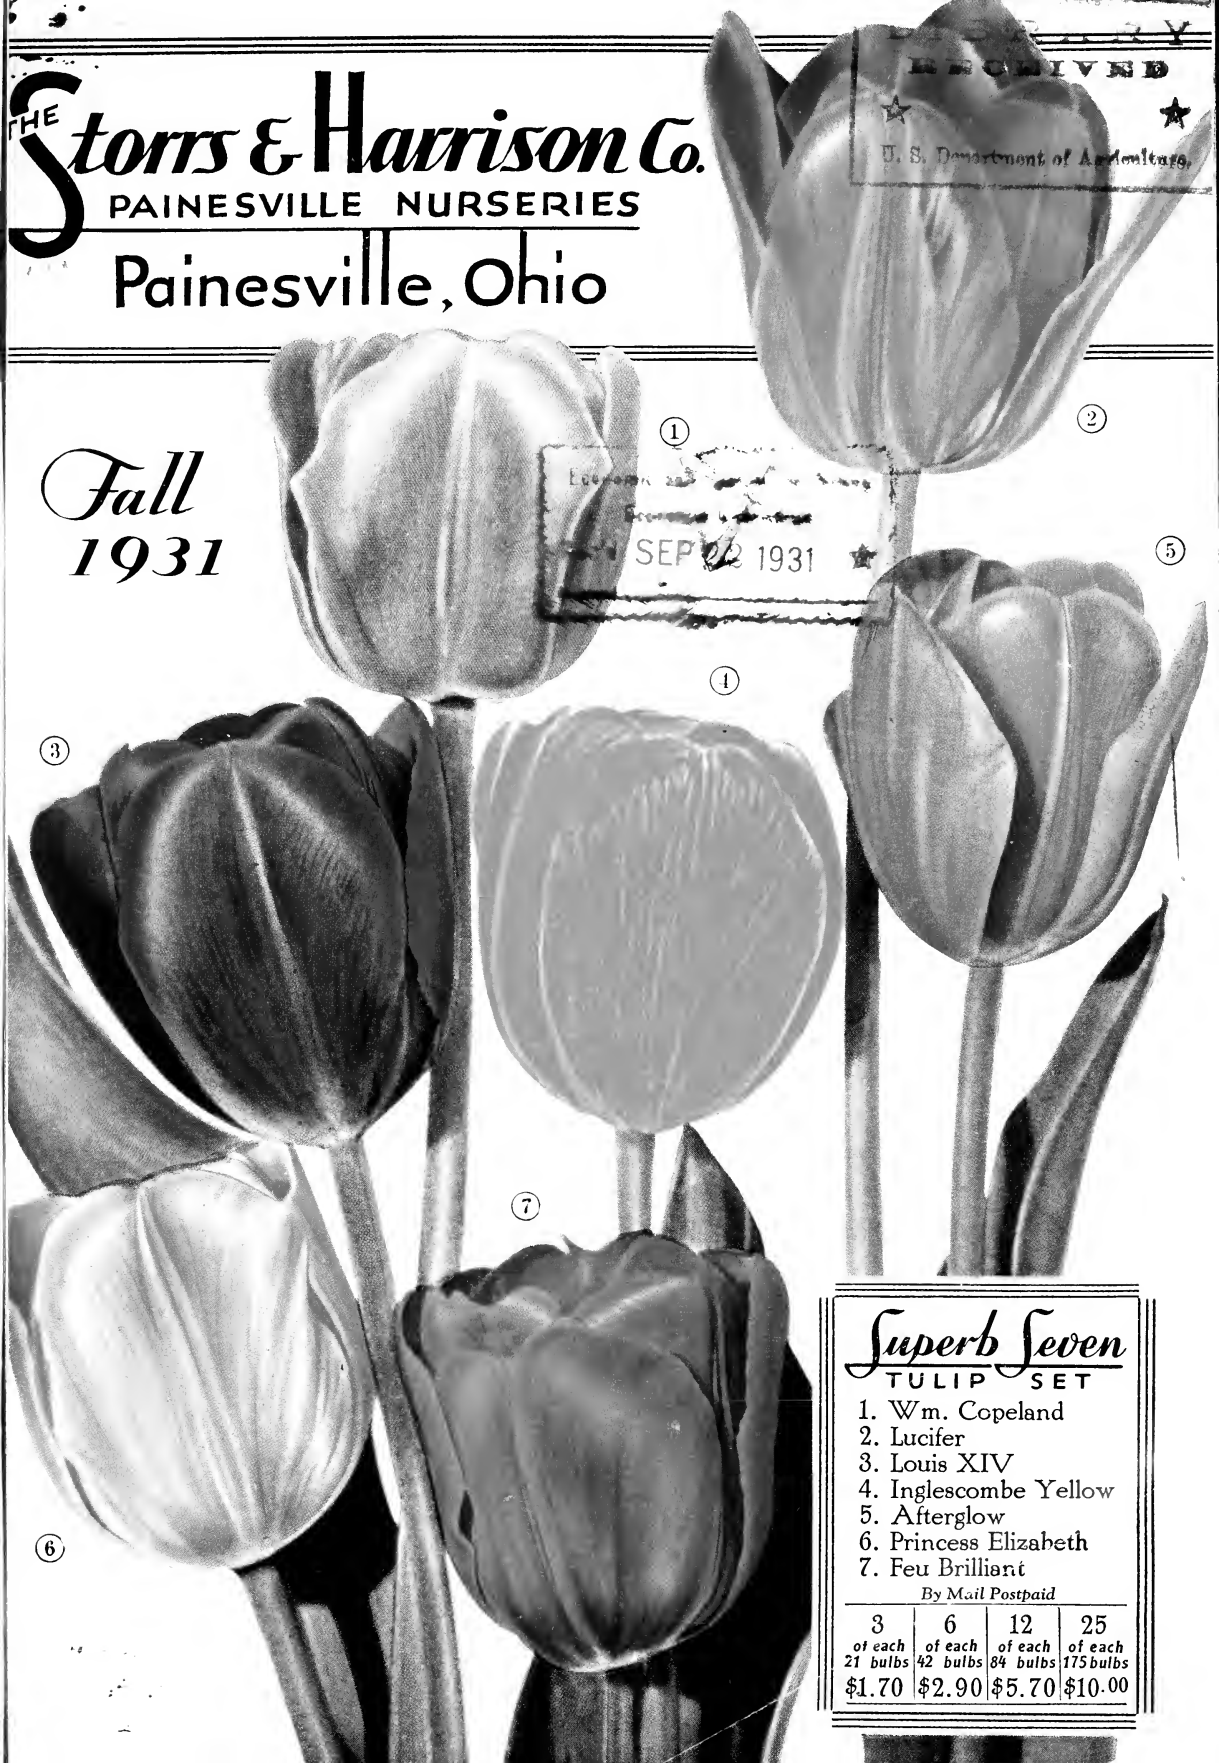 THE
Storrs & Harrison Co.
PAINESVILLE NURSERIES
Painesville, Ohio
LIBRARY
RECEIVED
U. S. Department of Agriculture.
Fall
1931
1
2
SEP 1931
5
4
3
7
6
Superb Seven
TULIP SET
1. Wm. Copeland
2. Lucifer
3. Louis XIV
4. Inglescombe Yellow
5. Afterglow
6. Princess Elizabeth
7. Feu Brilliant
By Mail Postpaid
3 6 12 25
of each of each of each of each
21 bulbs 42 bulbs 84 bulbs 175 bulbs
$1.70 $2.90 $5.70 $10.00